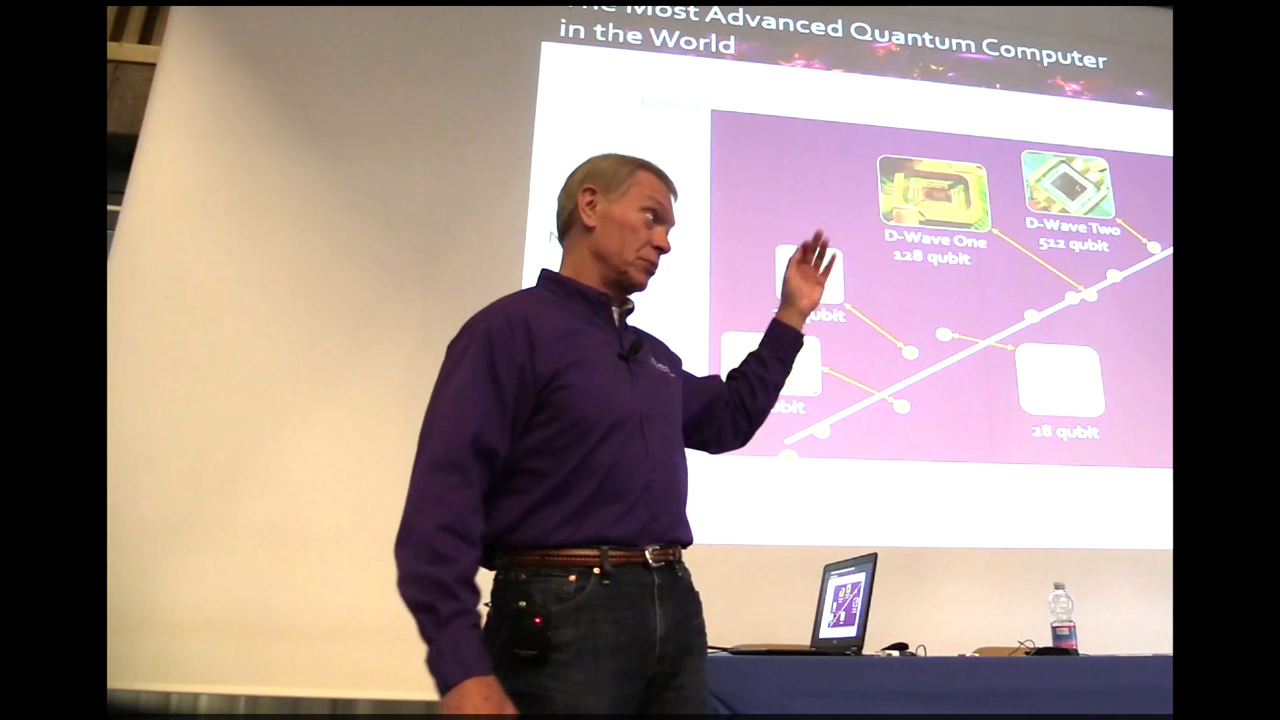 The Most Advanced Quantum Computer
in the World
D-Wave One
128 qubit
D-Wave Two
512 qubit
qubit
28 qubit